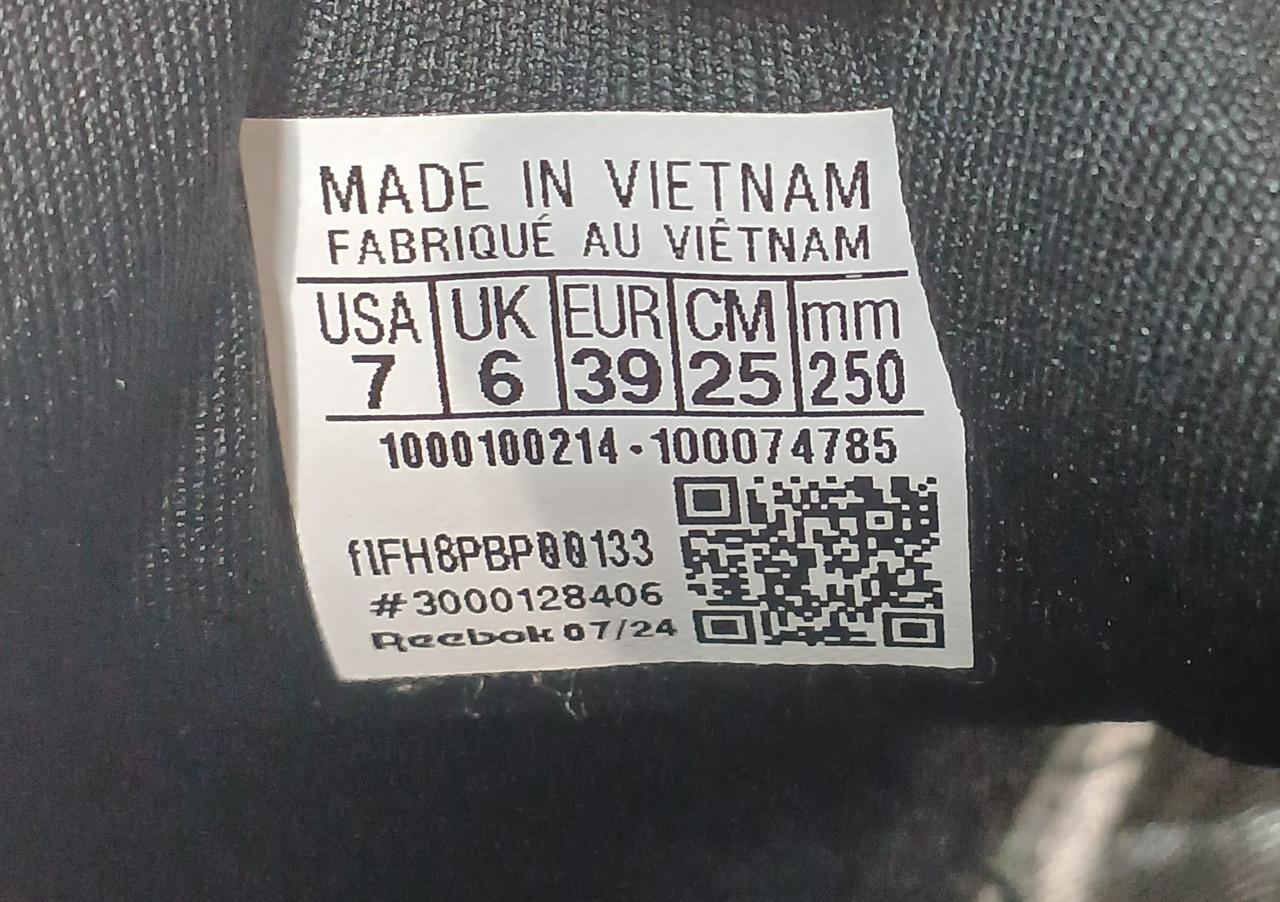 MADE IN VIETNAM
FABRIQUÉ AU VIÊTNAM
USA UK EUR CM mm
7 6 39 25 250
1000100214 · 100074785
f1FH8PBP00133
#3000128406
Reebok 07/24